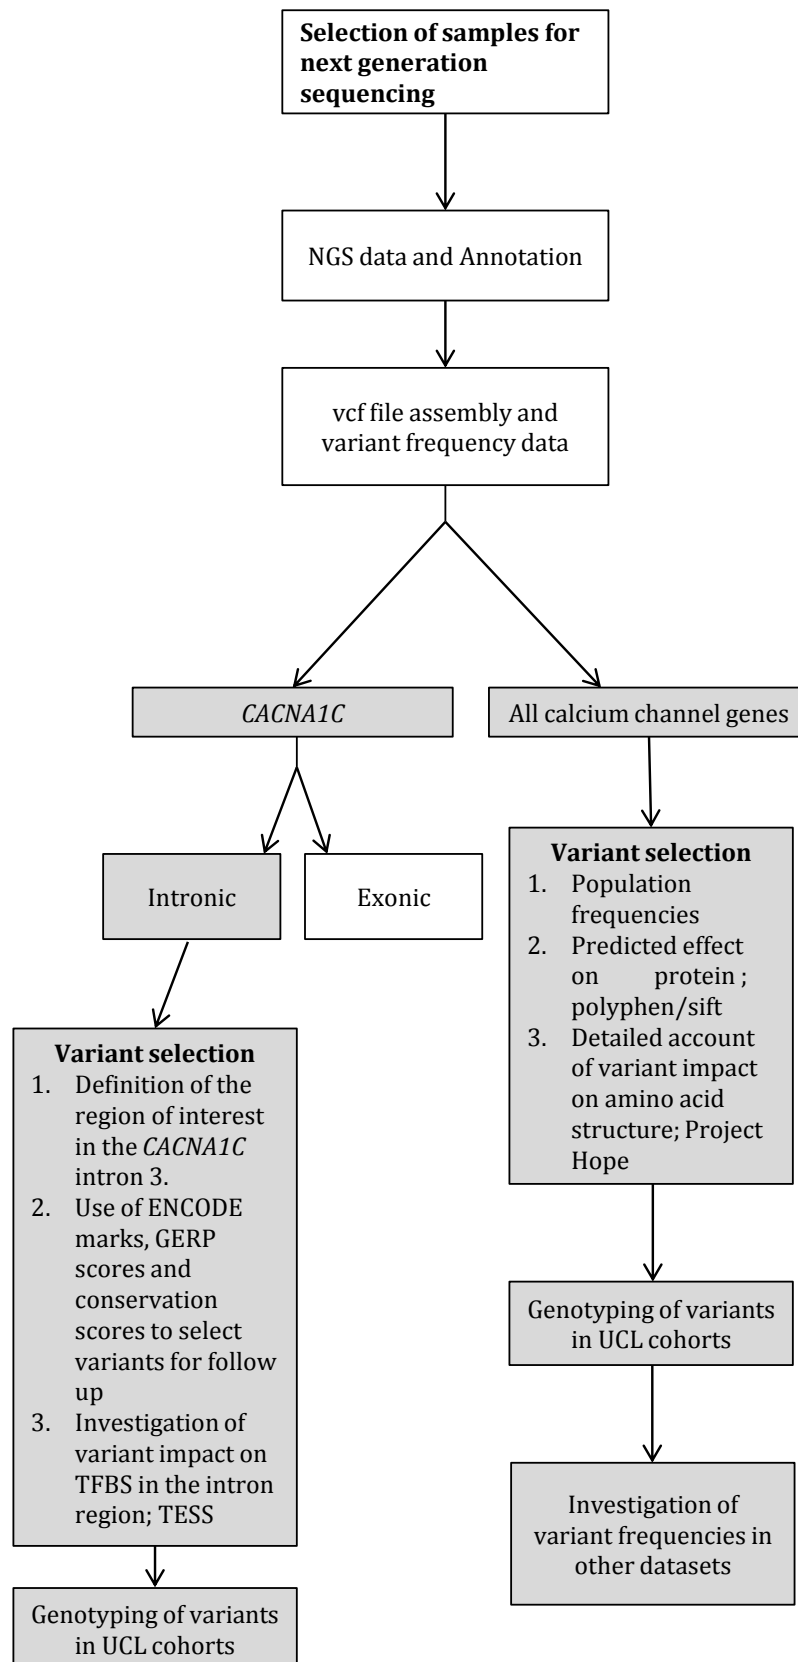 Selection of samples for
next generation
sequencing
NGS data and Annotation
vcf file assembly and
variant frequency data
CACNA1C
All calcium channel genes
Intronic
Exonic
Variant selection
1. Population
frequencies
2. Predicted effect
on protein ;
polyphen/sift
3. Detailed account
of variant impact
on amino acid
structure; Project
Hope
Variant selection
1. Definition of the
region of interest
in the CACNA1C
intron 3.
2. Use of ENCODE
marks, GERP
scores and
conservation
scores to select
variants for follow
up
3. Investigation of
variant impact on
TFBS in the intron
region; TESS
Genotyping of variants
in UCL cohorts
Investigation of
variant frequencies in
other datasets
Genotyping of variants
in UCL cohorts